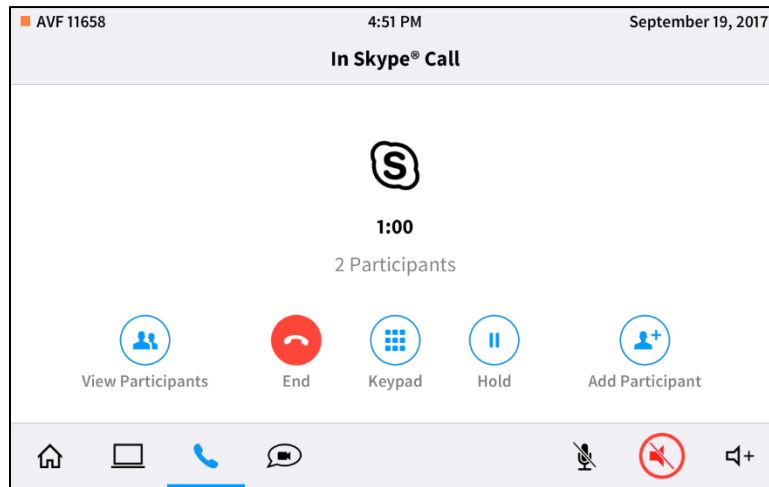 AVF 11658 4:51 PM September 19, 2017
In Skype® Call
S
1:00
2 Participants
View Participants End Keypad Hold Add Participant